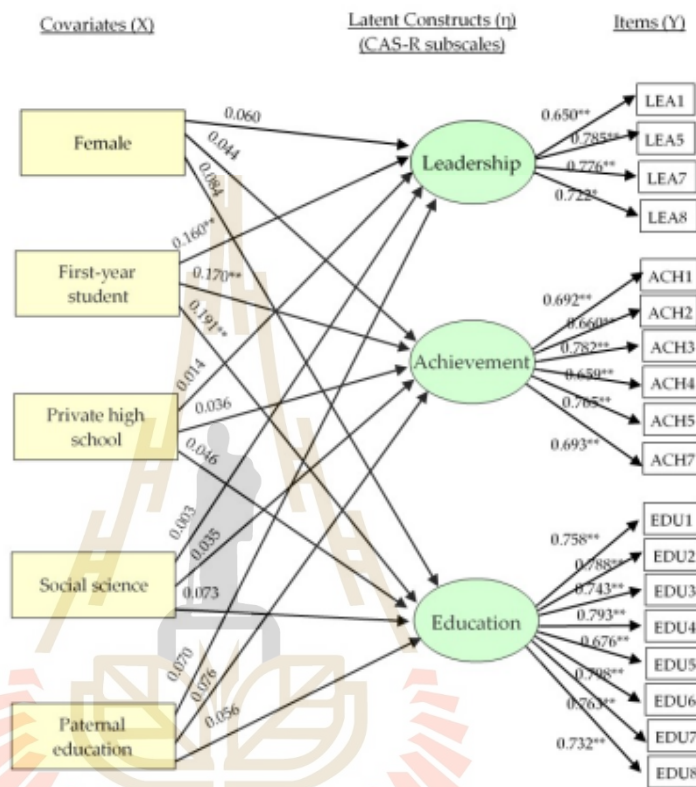 Covariates (X)
Latent Constructs (η)
(CAS-R subscales)
Items (Y)
Female
First-year
student
Private high
school
Social science
Paternal
education
0.060
0.044
0.084
0.160**
0.170**
0.191**
0.014
0.036
0.046
0.003
0.035
0.073
0.070
0.076
0.056
Leadership
Achievement
Education
0.650**
0.785**
0.776**
0.722*
LEA1
LEA5
LEA7
LEA8
0.692**
0.660**
0.782**
0.659**
0.765**
0.693**
ACH1
ACH2
ACH3
ACH4
ACH5
ACH7
0.758**
0.788**
0.743**
0.793**
0.676**
0.798**
0.763**
0.732**
EDU1
EDU2
EDU3
EDU4
EDU5
EDU6
EDU7
EDU8